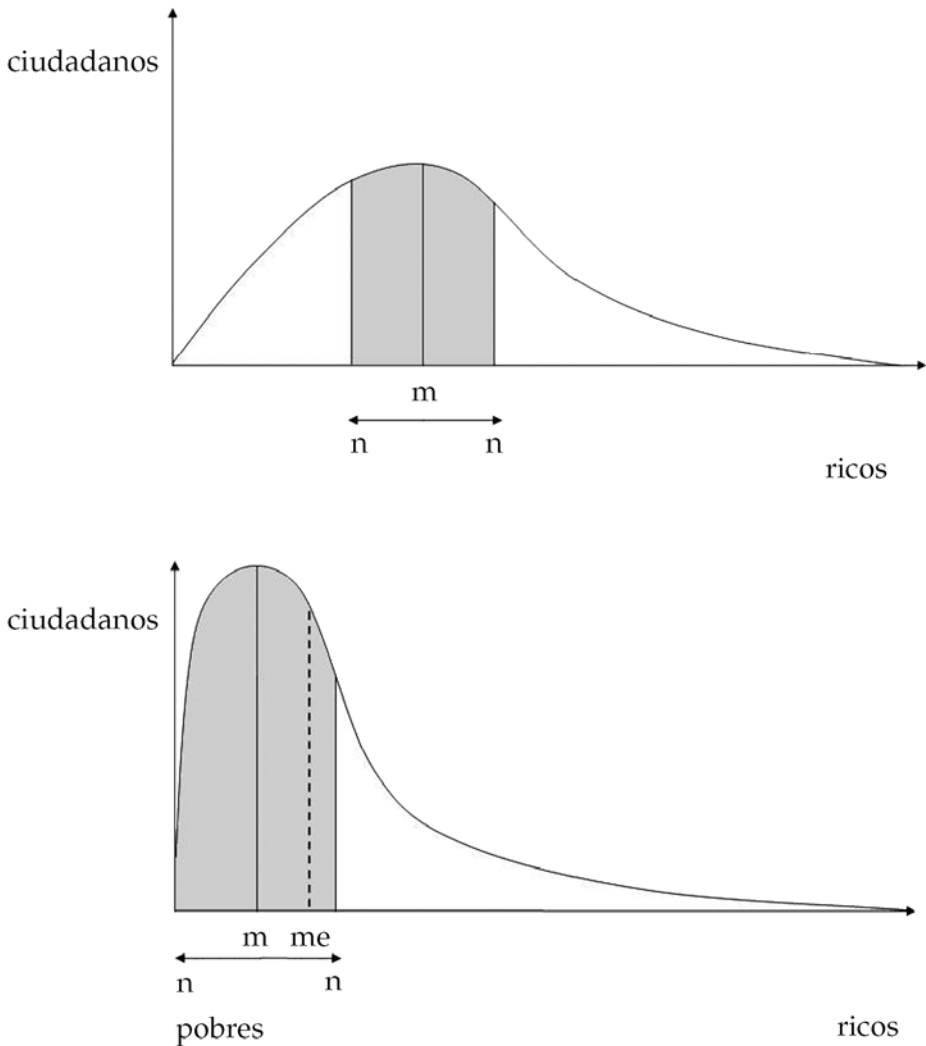 ciudadanos
m
n n
ricos
ciudadanos
m me
n n
pobres ricos